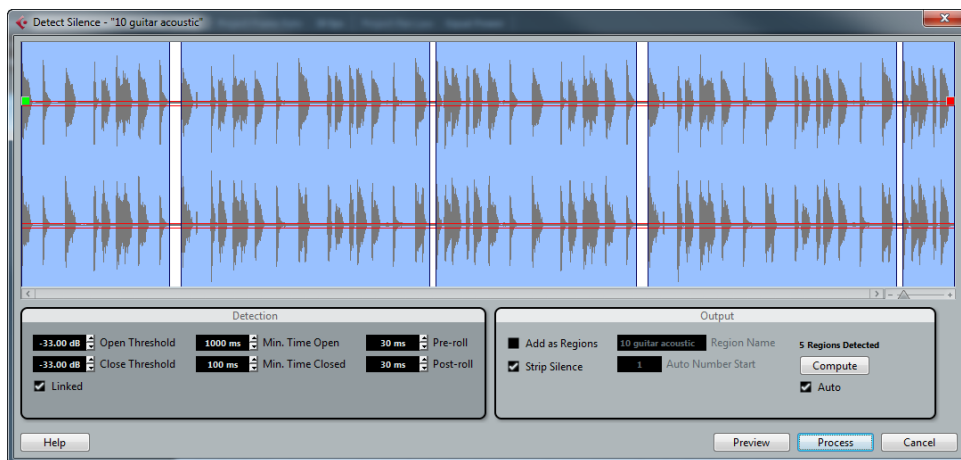 Detect Silence - "10 guitar acoustic"
Detection
Output
-33.00 dB Open Threshold 1000 ms Min. Time Open 30 ms Pre-roll
-33.00 dB Close Threshold 100 ms Min. Time Closed 30 ms Post-roll
Linked
Add as Regions 10 guitar acoustic Region Name 5 Regions Detected
Strip Silence 1 Auto Number Start Compute
Auto
Help Preview Process Cancel